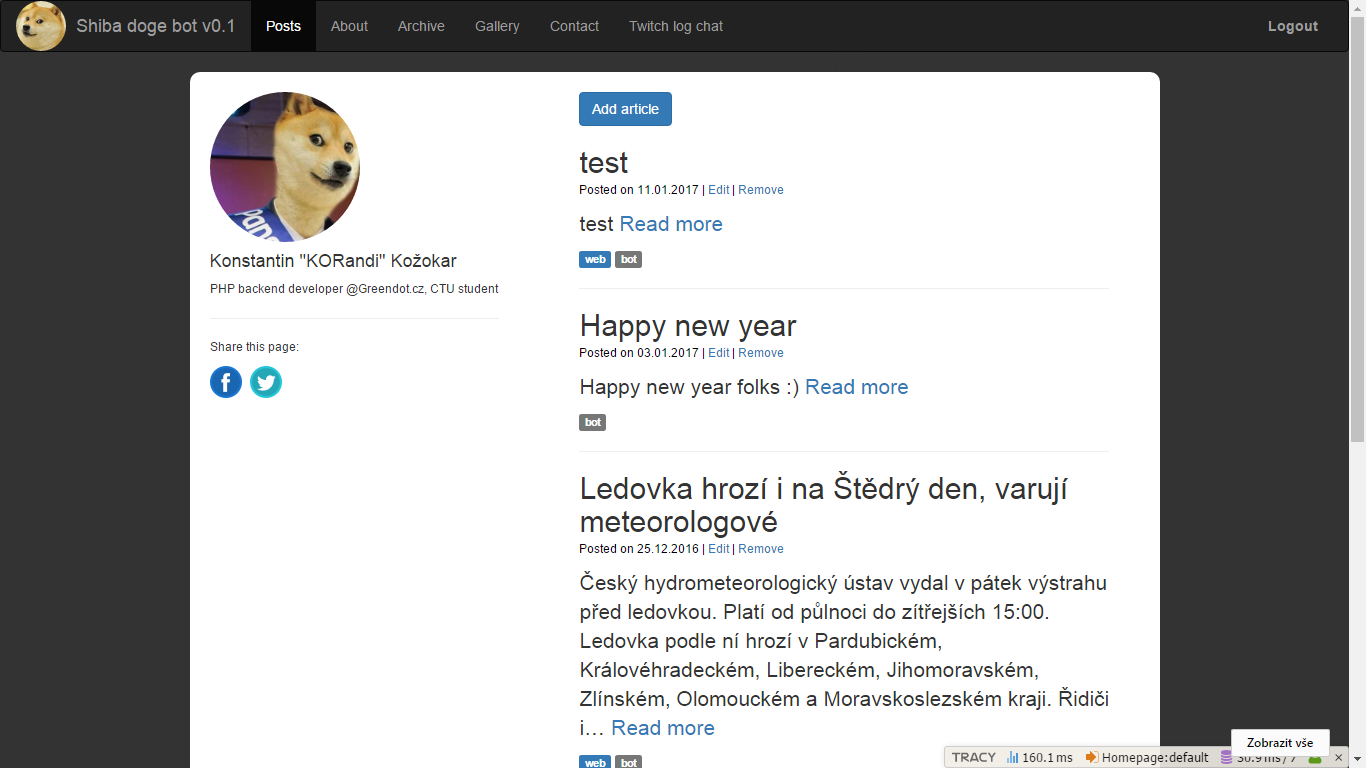 Shiba doge bot v0.1 Posts About Archive Gallery Contact Twitch log chat Logout
Konstantin "KORandi" Kožokar
PHP backend developer @Greendot.cz, CTU student
Share this page:
Add article
test
Posted on 11.01.2017 | Edit | Remove
test Read more
web bot
Happy new year
Posted on 03.01.2017 | Edit | Remove
Happy new year folks :) Read more
bot
Ledovka hrozí i na Štědrý den, varují
meteorologové
Posted on 25.12.2016 | Edit | Remove
Český hydrometeorologický ústav vydal v pátek výstrahu
před ledovkou. Platí od půlnoci do zítřejších 15:00.
Ledovka podle ní hrozí v Pardubickém,
Královéhradeckém, Libereckém, Jihomoravském,
Zlínském, Olomouckém a Moravskoslezském kraji. Řidiči
i… Read more
web bot
Zobrazit vše
TRACY 160.1 ms Homepage:default 30.9 ms / 7